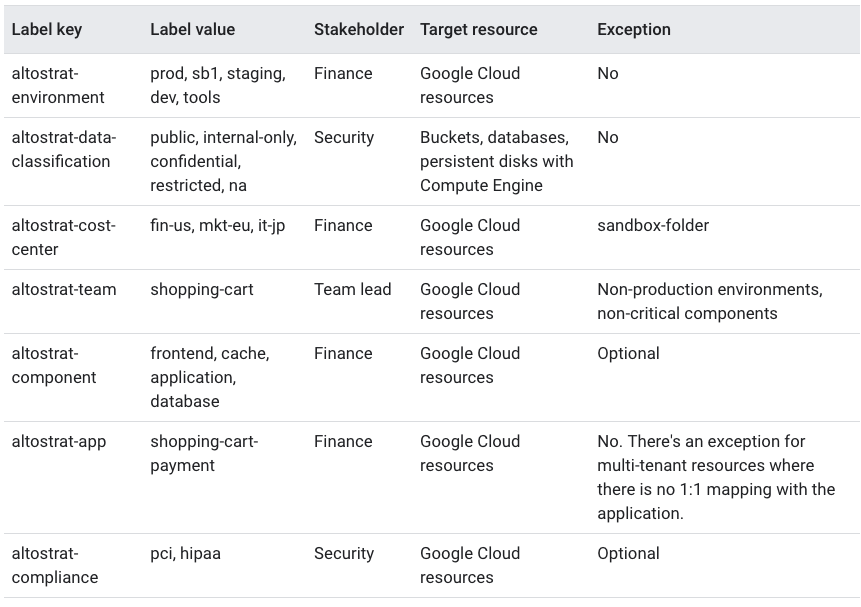 Label key Label value Stakeholder Target resource Exception
altostrat- prod, sb1, staging, Finance Google Cloud No
environment dev, tools resources
altostrat-data- public, internal-only, Security Buckets, databases, No
classification confidential, persistent disks with
restricted, na Compute Engine
altostrat-cost- fin-us, mkt-eu, it-jp Finance Google Cloud sandbox-folder
center resources
altostrat-team shopping-cart Team lead Google Cloud Non-production environments,
resources non-critical components
altostrat- frontend, cache, Finance Google Cloud Optional
component application, resources
database
altostrat-app shopping-cart- Finance Google Cloud No. There's an exception for
payment resources multi-tenant resources where
there is no 1:1 mapping with the
application.
altostrat- pci, hipaa Security Google Cloud Optional
compliance resources